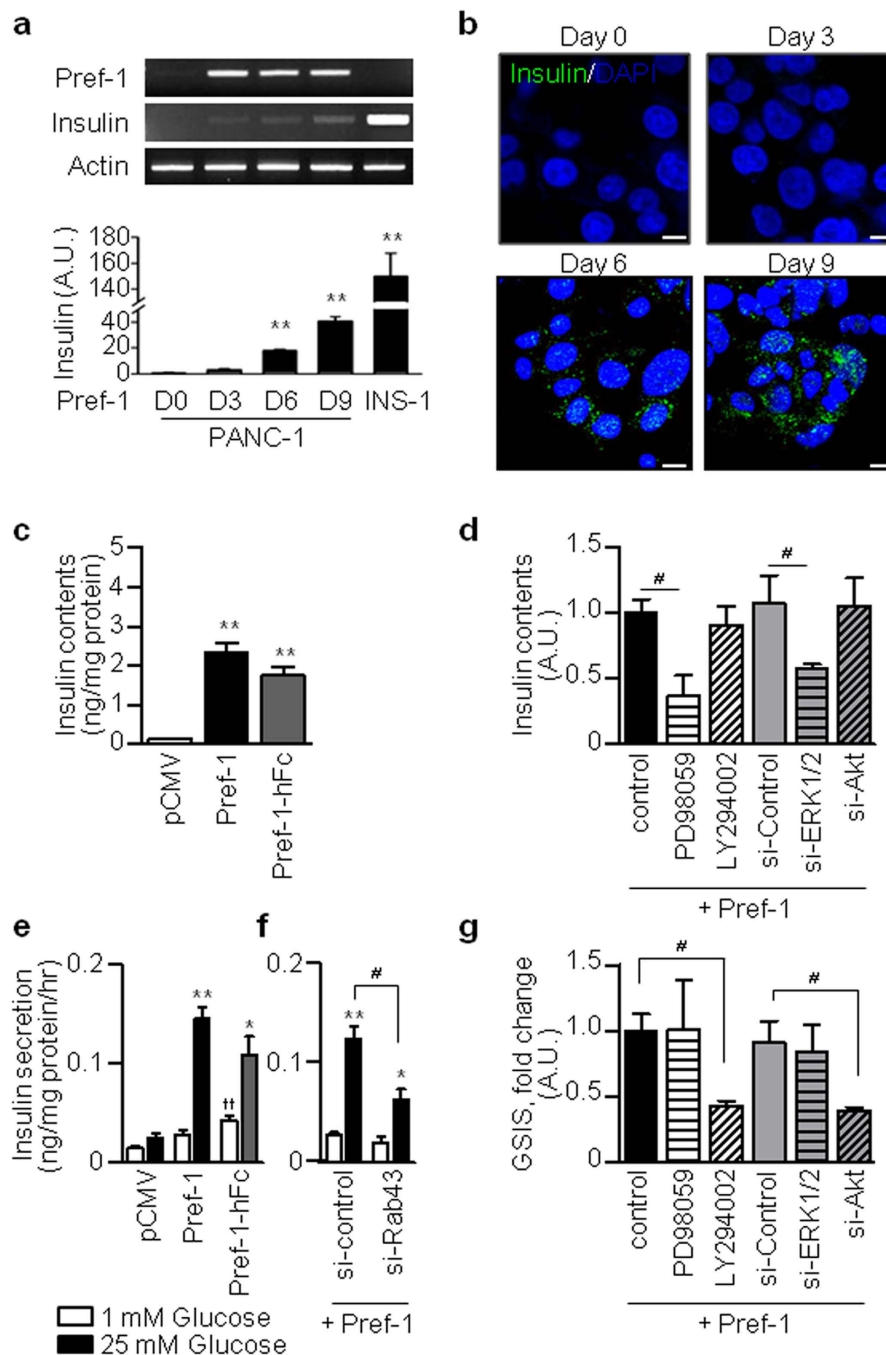 a
Pref-1
Insulin
Actin
Insulin (A.U.)
180
160
140
120
40
20
0
**
**
**
Pref-1 D0 D3 D6 D9 INS-1
PANC-1
b
Day 0 Day 3
Insulin/DAPI
Day 6 Day 9
c
Insulin contents
(ng/mg protein)
5
4
3
2
1
0
**
**
pCMV
Pref-1
Pref-1-hFc
d
Insulin contents
(A.U.)
1.5
1.0
0.5
0
#
#
control
PD98059
LY294002
si-Control
si-ERK1/2
si-Akt
+ Pref-1
e
Insulin secretion
(ng/mg protein/hr)
0.2
0.1
0
**
††
*
pCMV
Pref-1
Pref-1-hFc
1 mM Glucose
25 mM Glucose
f
0.2
0.1
0
#
**
*
si-control
si-Rab43
+ Pref-1
g
GSIS, fold change
(A.U.)
1.5
1.0
0.5
0
#
#
control
PD98059
LY294002
si-Control
si-ERK1/2
si-Akt
+ Pref-1